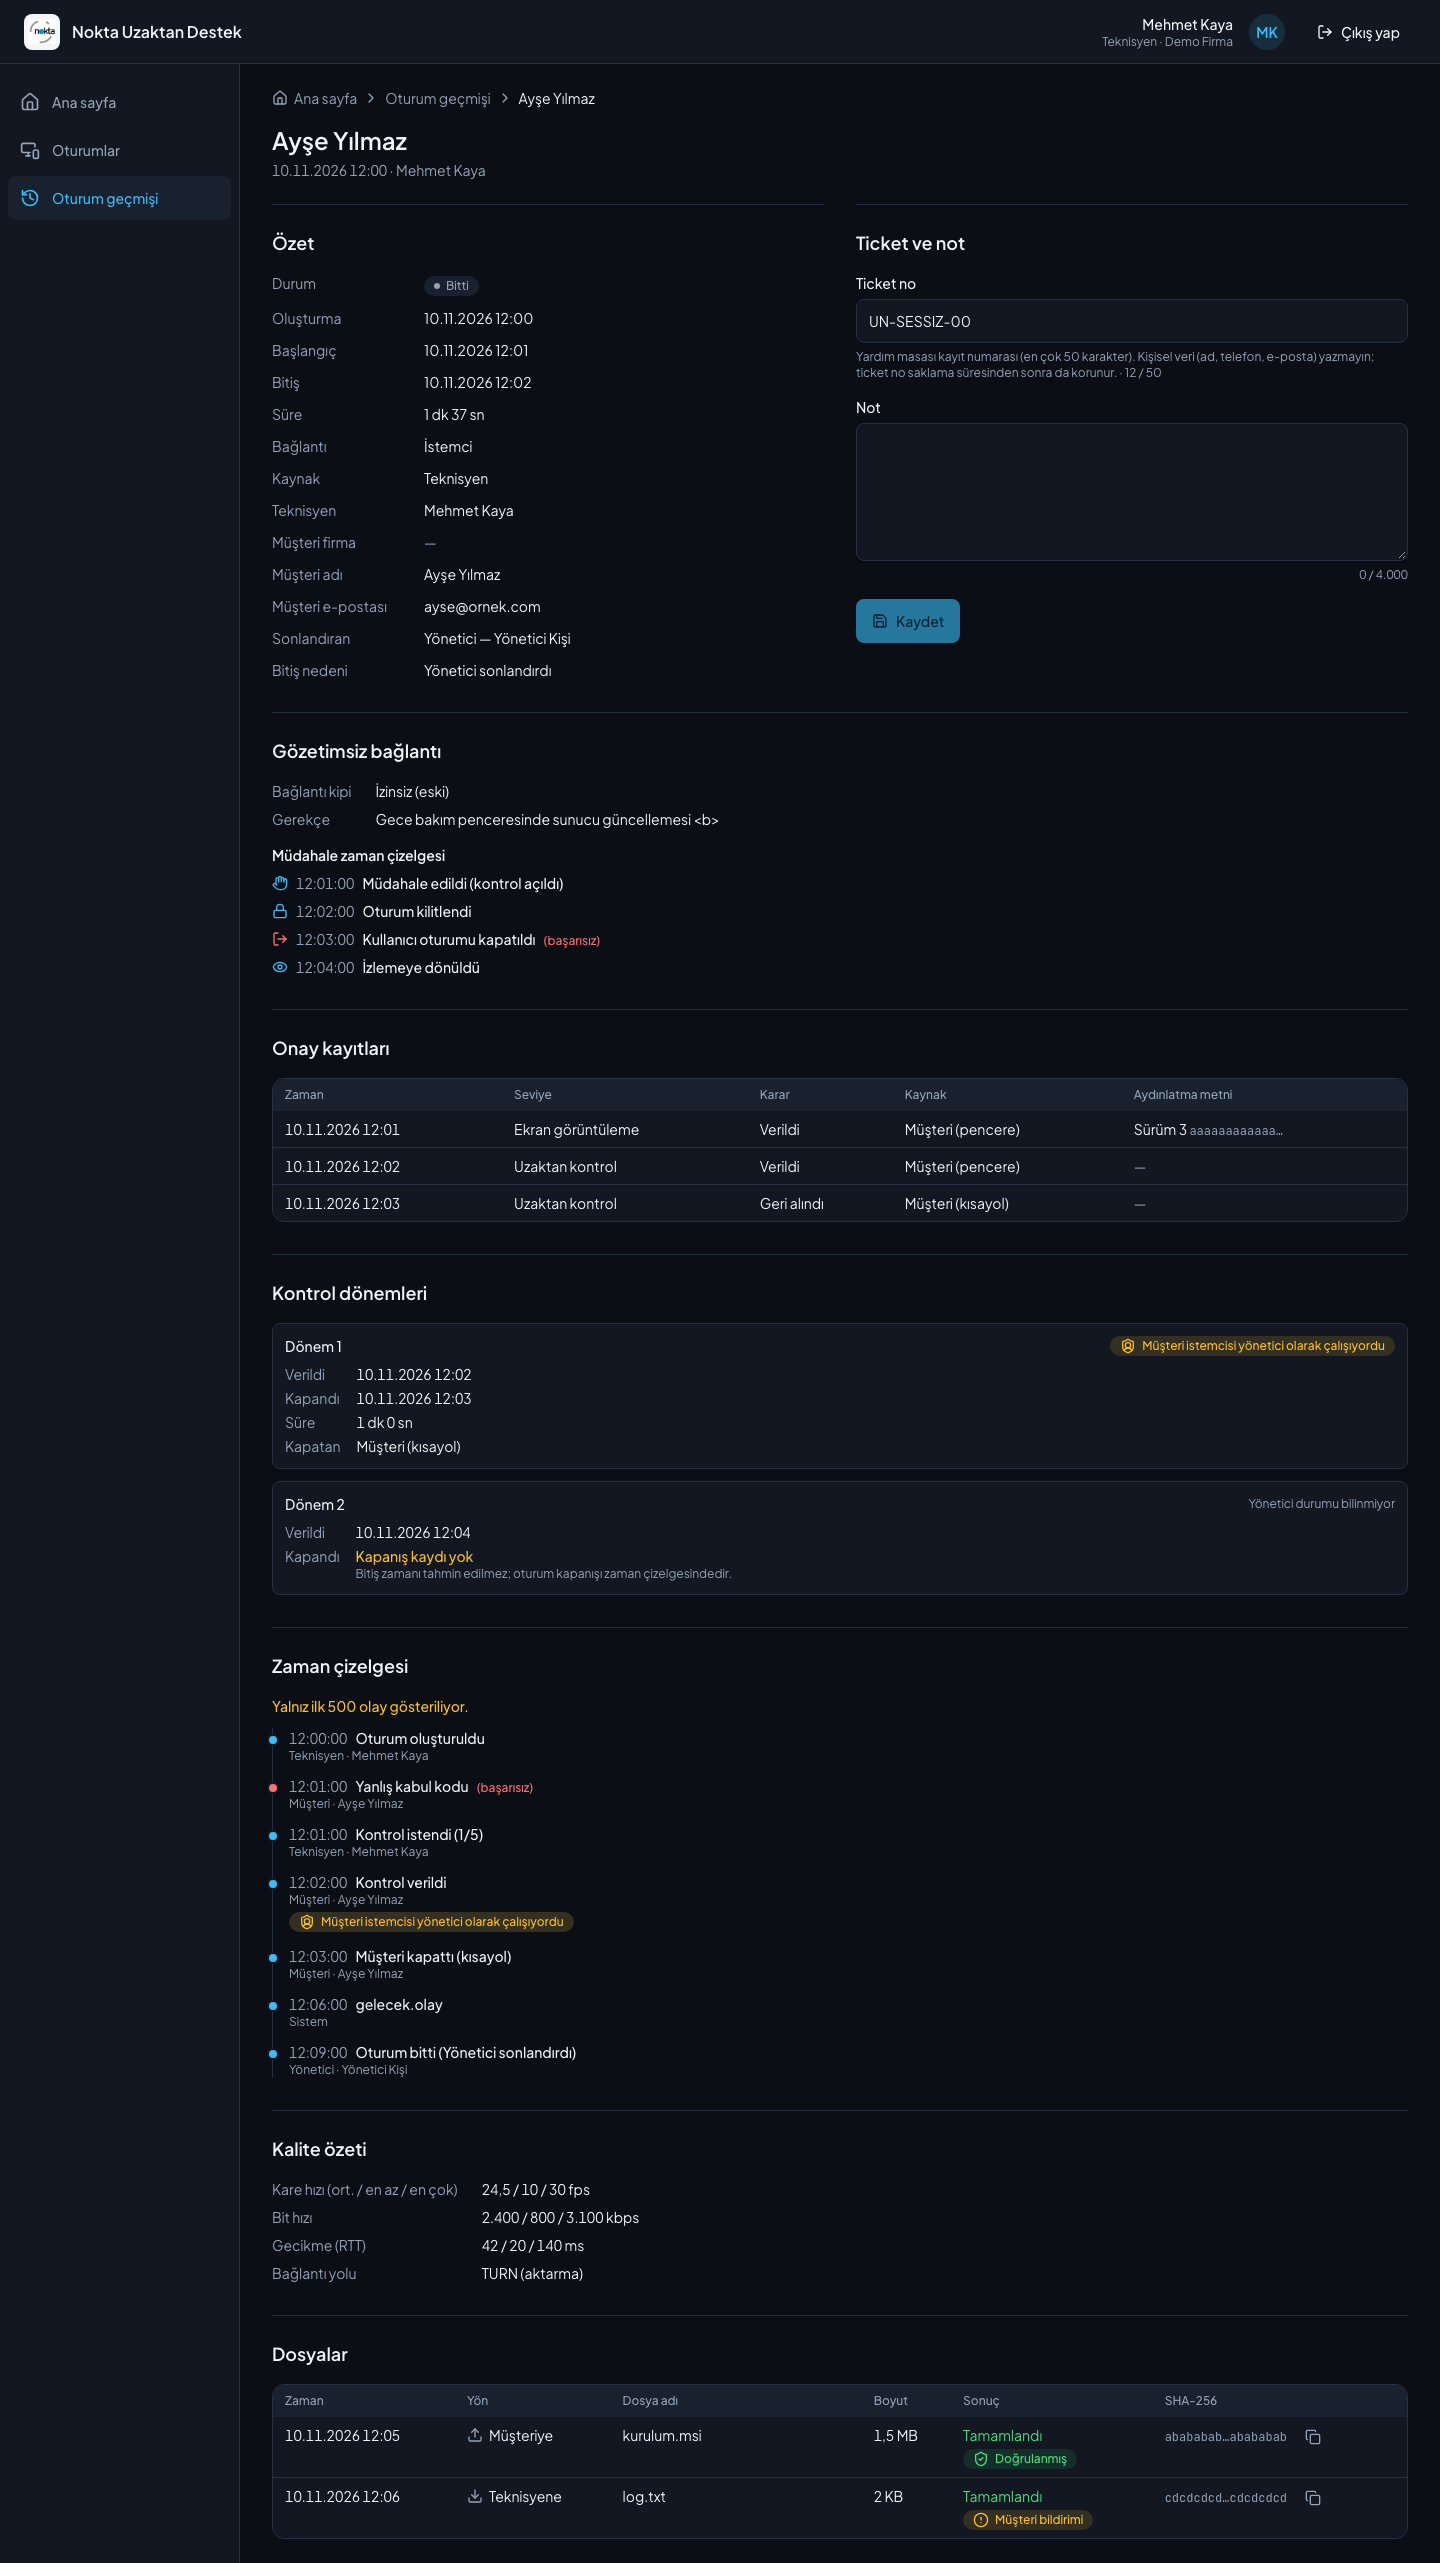 nokta
Nokta Uzaktan Destek
Mehmet Kaya
Teknisyen · Demo Firma
MK
Çıkış yap
Ana sayfa
Oturumlar
Oturum geçmişi
Ana sayfa
Oturum geçmişi
Ayşe Yılmaz
Ayşe Yılmaz
10.11.2026 12:00 · Mehmet Kaya
Özet
Durum
Bitti
Oluşturma
10.11.2026 12:00
Başlangıç
10.11.2026 12:01
Bitiş
10.11.2026 12:02
Süre
1 dk 37 sn
Bağlantı
İstemci
Kaynak
Teknisyen
Teknisyen
Mehmet Kaya
Müşteri firma
—
Müşteri adı
Ayşe Yılmaz
Müşteri e-postası
ayse@ornek.com
Sonlandıran
Yönetici — Yönetici Kişi
Bitiş nedeni
Yönetici sonlandırdı
Ticket ve not
Ticket no
UN-SESSIZ-00
Yardım masası kayıt numarası (en çok 50 karakter). Kişisel veri (ad, telefon, e-posta) yazmayın;
ticket no saklama süresinden sonra da korunur. · 12 / 50
Not
0 / 4.000
Kaydet
Gözetimsiz bağlantı
Bağlantı kipi
İzinsiz (eski)
Gerekçe
Gece bakım penceresinde sunucu güncellemesi <b>
Müdahale zaman çizelgesi
12:01:00 Müdahale edildi (kontrol açıldı)
12:02:00 Oturum kilitlendi
12:03:00 Kullanıcı oturumu kapatıldı (başarısız)
12:04:00 İzlemeye dönüldü
Onay kayıtları
Zaman Seviye Karar Kaynak Aydınlatma metni
10.11.2026 12:01 Ekran görüntüleme Verildi Müşteri (pencere) Sürüm 3 aaaaaaaaaaaa…
10.11.2026 12:02 Uzaktan kontrol Verildi Müşteri (pencere) —
10.11.2026 12:03 Uzaktan kontrol Geri alındı Müşteri (kısayol) —
Kontrol dönemleri
Dönem 1
Müşteri istemcisi yönetici olarak çalışıyordu
Verildi
10.11.2026 12:02
Kapandı
10.11.2026 12:03
Süre
1 dk 0 sn
Kapatan
Müşteri (kısayol)
Dönem 2
Yönetici durumu bilinmiyor
Verildi
10.11.2026 12:04
Kapandı
Kapanış kaydı yok
Bitiş zamanı tahmin edilmez; oturum kapanışı zaman çizelgesindedir.
Zaman çizelgesi
Yalnız ilk 500 olay gösteriliyor.
12:00:00 Oturum oluşturuldu
Teknisyen · Mehmet Kaya
12:01:00 Yanlış kabul kodu (başarısız)
Müşteri · Ayşe Yılmaz
12:01:00 Kontrol istendi (1/5)
Teknisyen · Mehmet Kaya
12:02:00 Kontrol verildi
Müşteri · Ayşe Yılmaz
Müşteri istemcisi yönetici olarak çalışıyordu
12:03:00 Müşteri kapattı (kısayol)
Müşteri · Ayşe Yılmaz
12:06:00 gelecek.olay
Sistem
12:09:00 Oturum bitti (Yönetici sonlandırdı)
Yönetici · Yönetici Kişi
Kalite özeti
Kare hızı (ort. / en az / en çok)
24,5 / 10 / 30 fps
Bit hızı
2.400 / 800 / 3.100 kbps
Gecikme (RTT)
42 / 20 / 140 ms
Bağlantı yolu
TURN (aktarma)
Dosyalar
Zaman Yön Dosya adı Boyut Sonuç SHA-256
10.11.2026 12:05 Müşteriye kurulum.msi 1,5 MB Tamamlandı abababab…abababab
Doğrulanmış
10.11.2026 12:06 Teknisyene log.txt 2 KB Tamamlandı cdcdcdcd…cdcdcdcd
Müşteri bildirimi